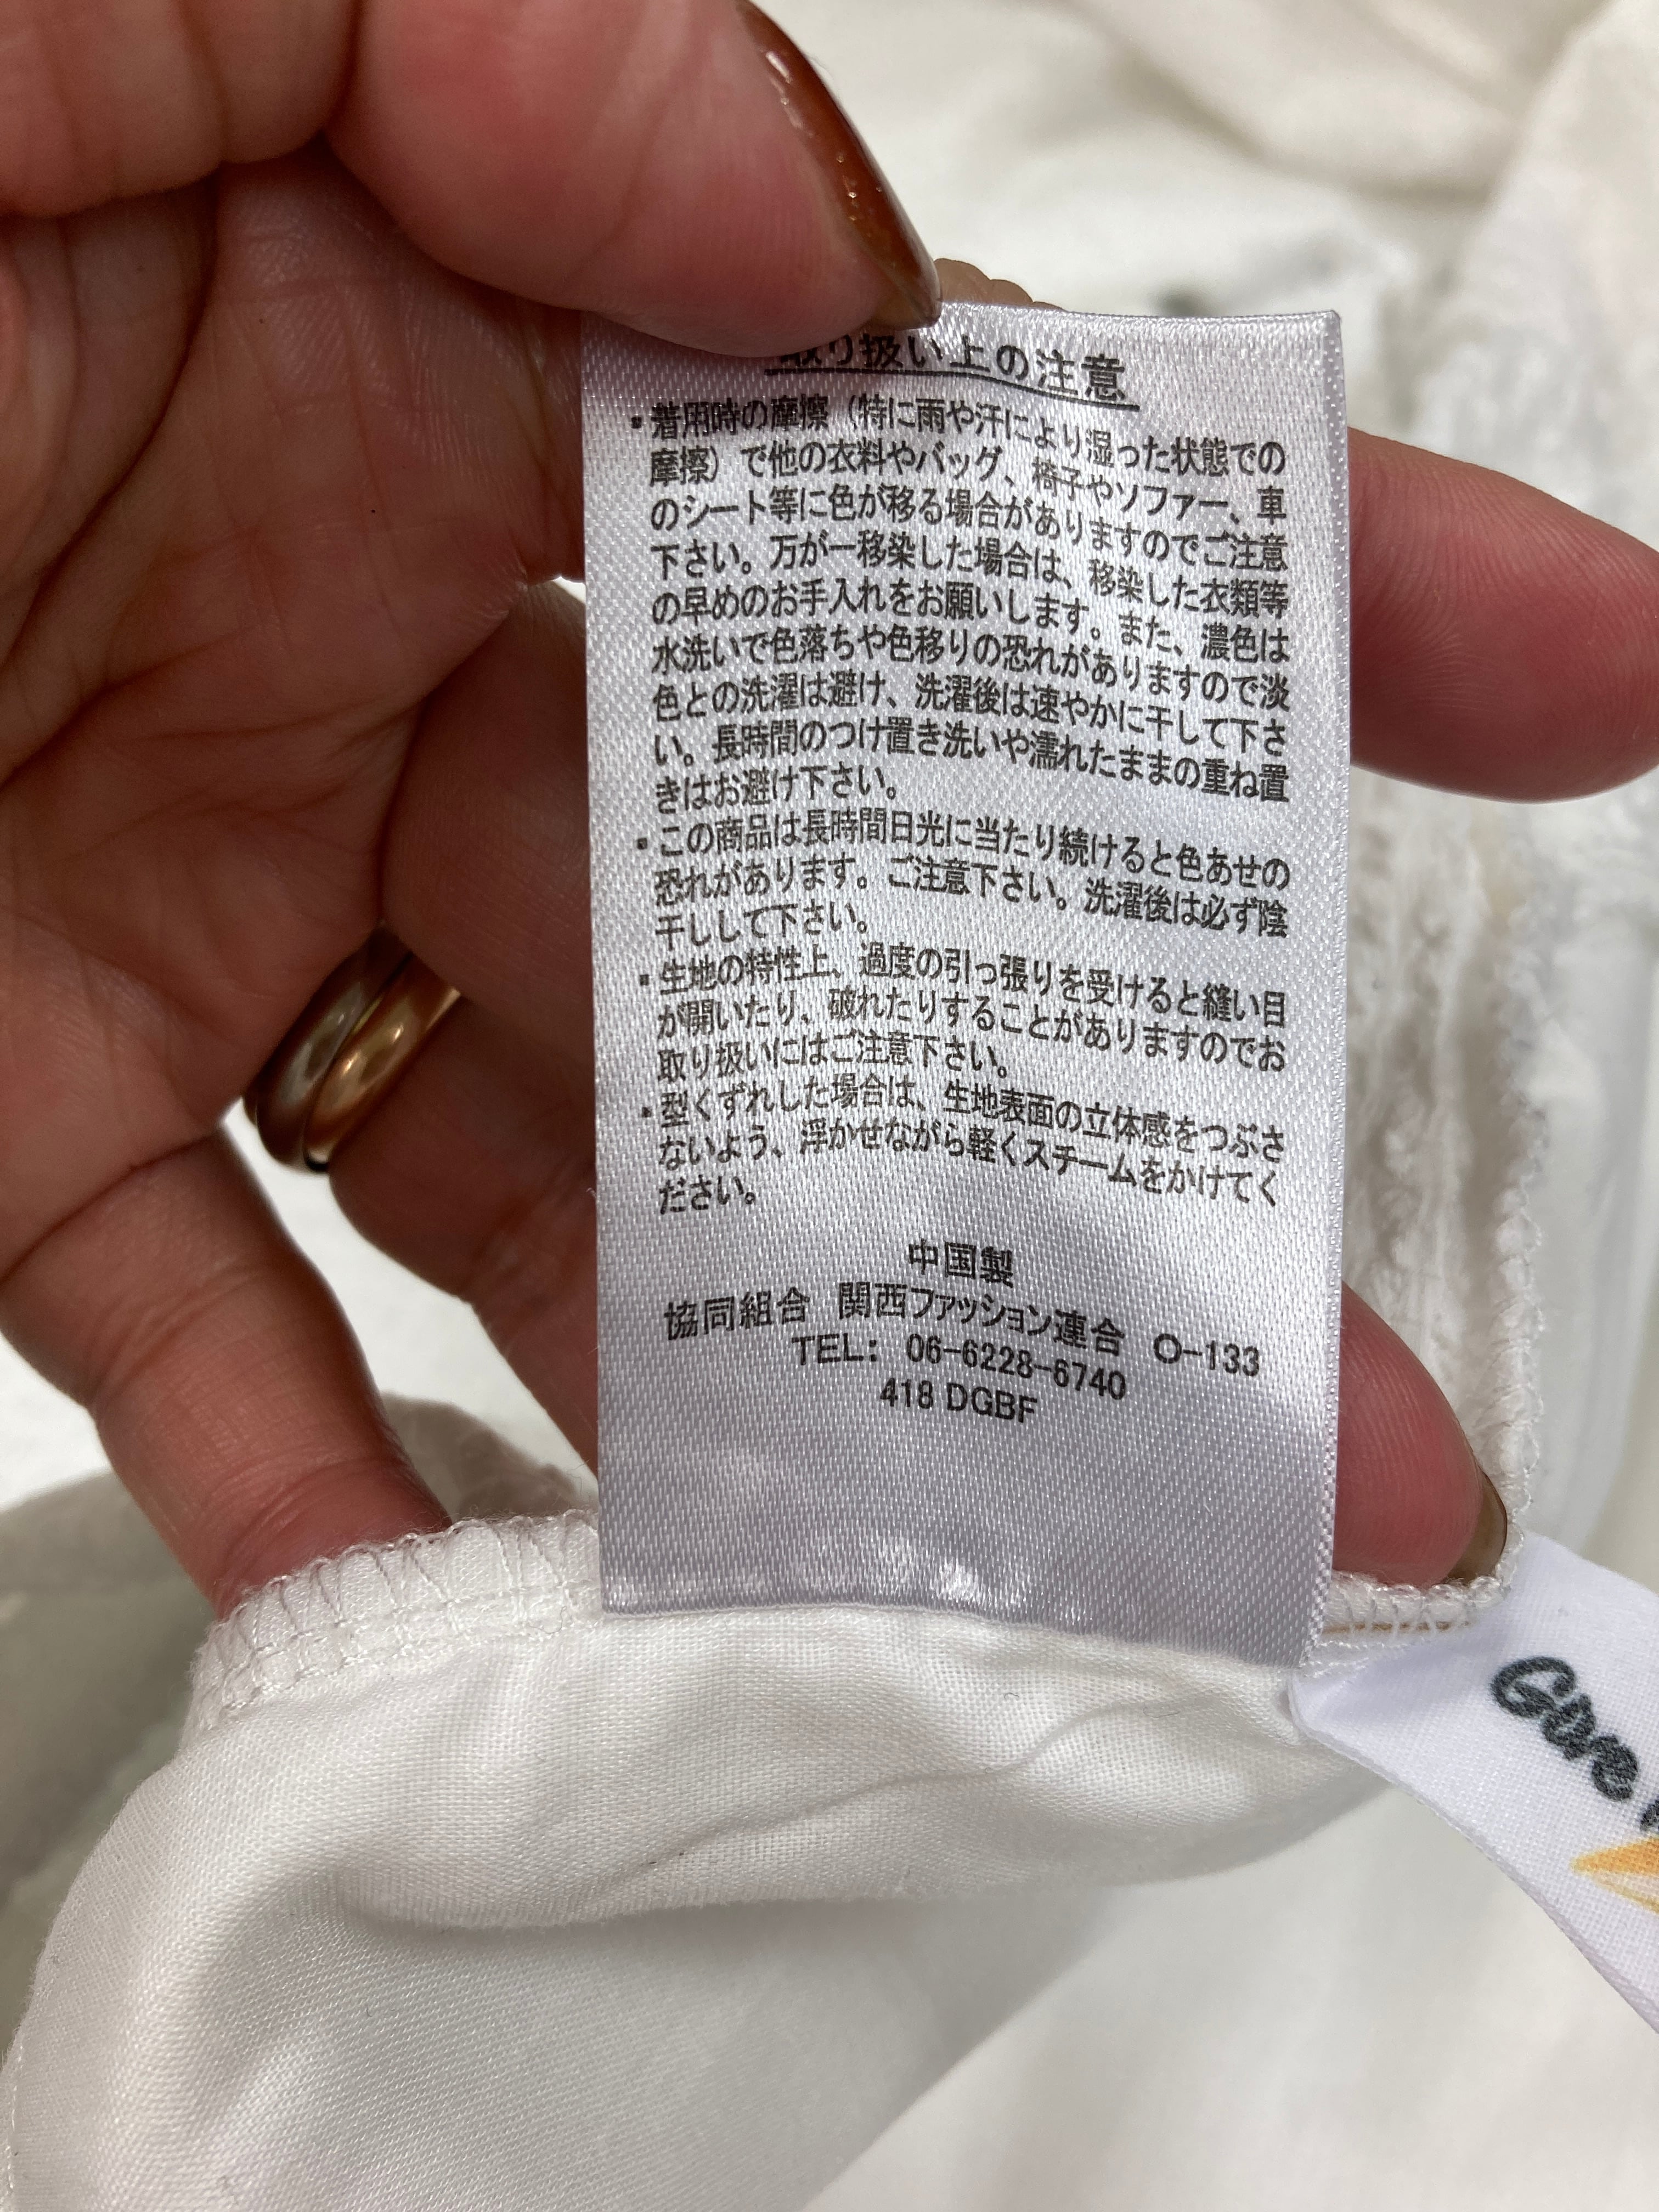 取り扱い上の注意
・着用時の摩擦（特に雨や汗により湿った状態での
摩擦）で他の衣料やバッグ、椅子やソファー、車
のシート等に色が移る場合がありますのでご注意
下さい。万が一移染した場合は、移染した衣類等
の早めのお手入れをお願いします。また、濃色は
水洗いで色落ちや色移りの恐れがありますので淡
色との洗濯は避け、洗濯後は速やかに干して下さ
い。長時間のつけ置き洗いや濡れたままの重ね置
きはお避け下さい。
・この商品は長時間日光に当たり続けると色あせの
恐れがあります。ご注意下さい。洗濯後は必ず陰
干しして下さい。
・生地の特性上、過度の引っ張りを受けると縫い目
が開いたり、破れたりすることがありますのでお
取り扱いにはご注意下さい。
・型くずれした場合は、生地表面の立体感をつぶさ
ないよう、浮かせながら軽くスチームをかけてく
ださい。
中国製
協同組合 関西ファッション連合 O-133
TEL: 06-6228-6740
418 DGBF
Give